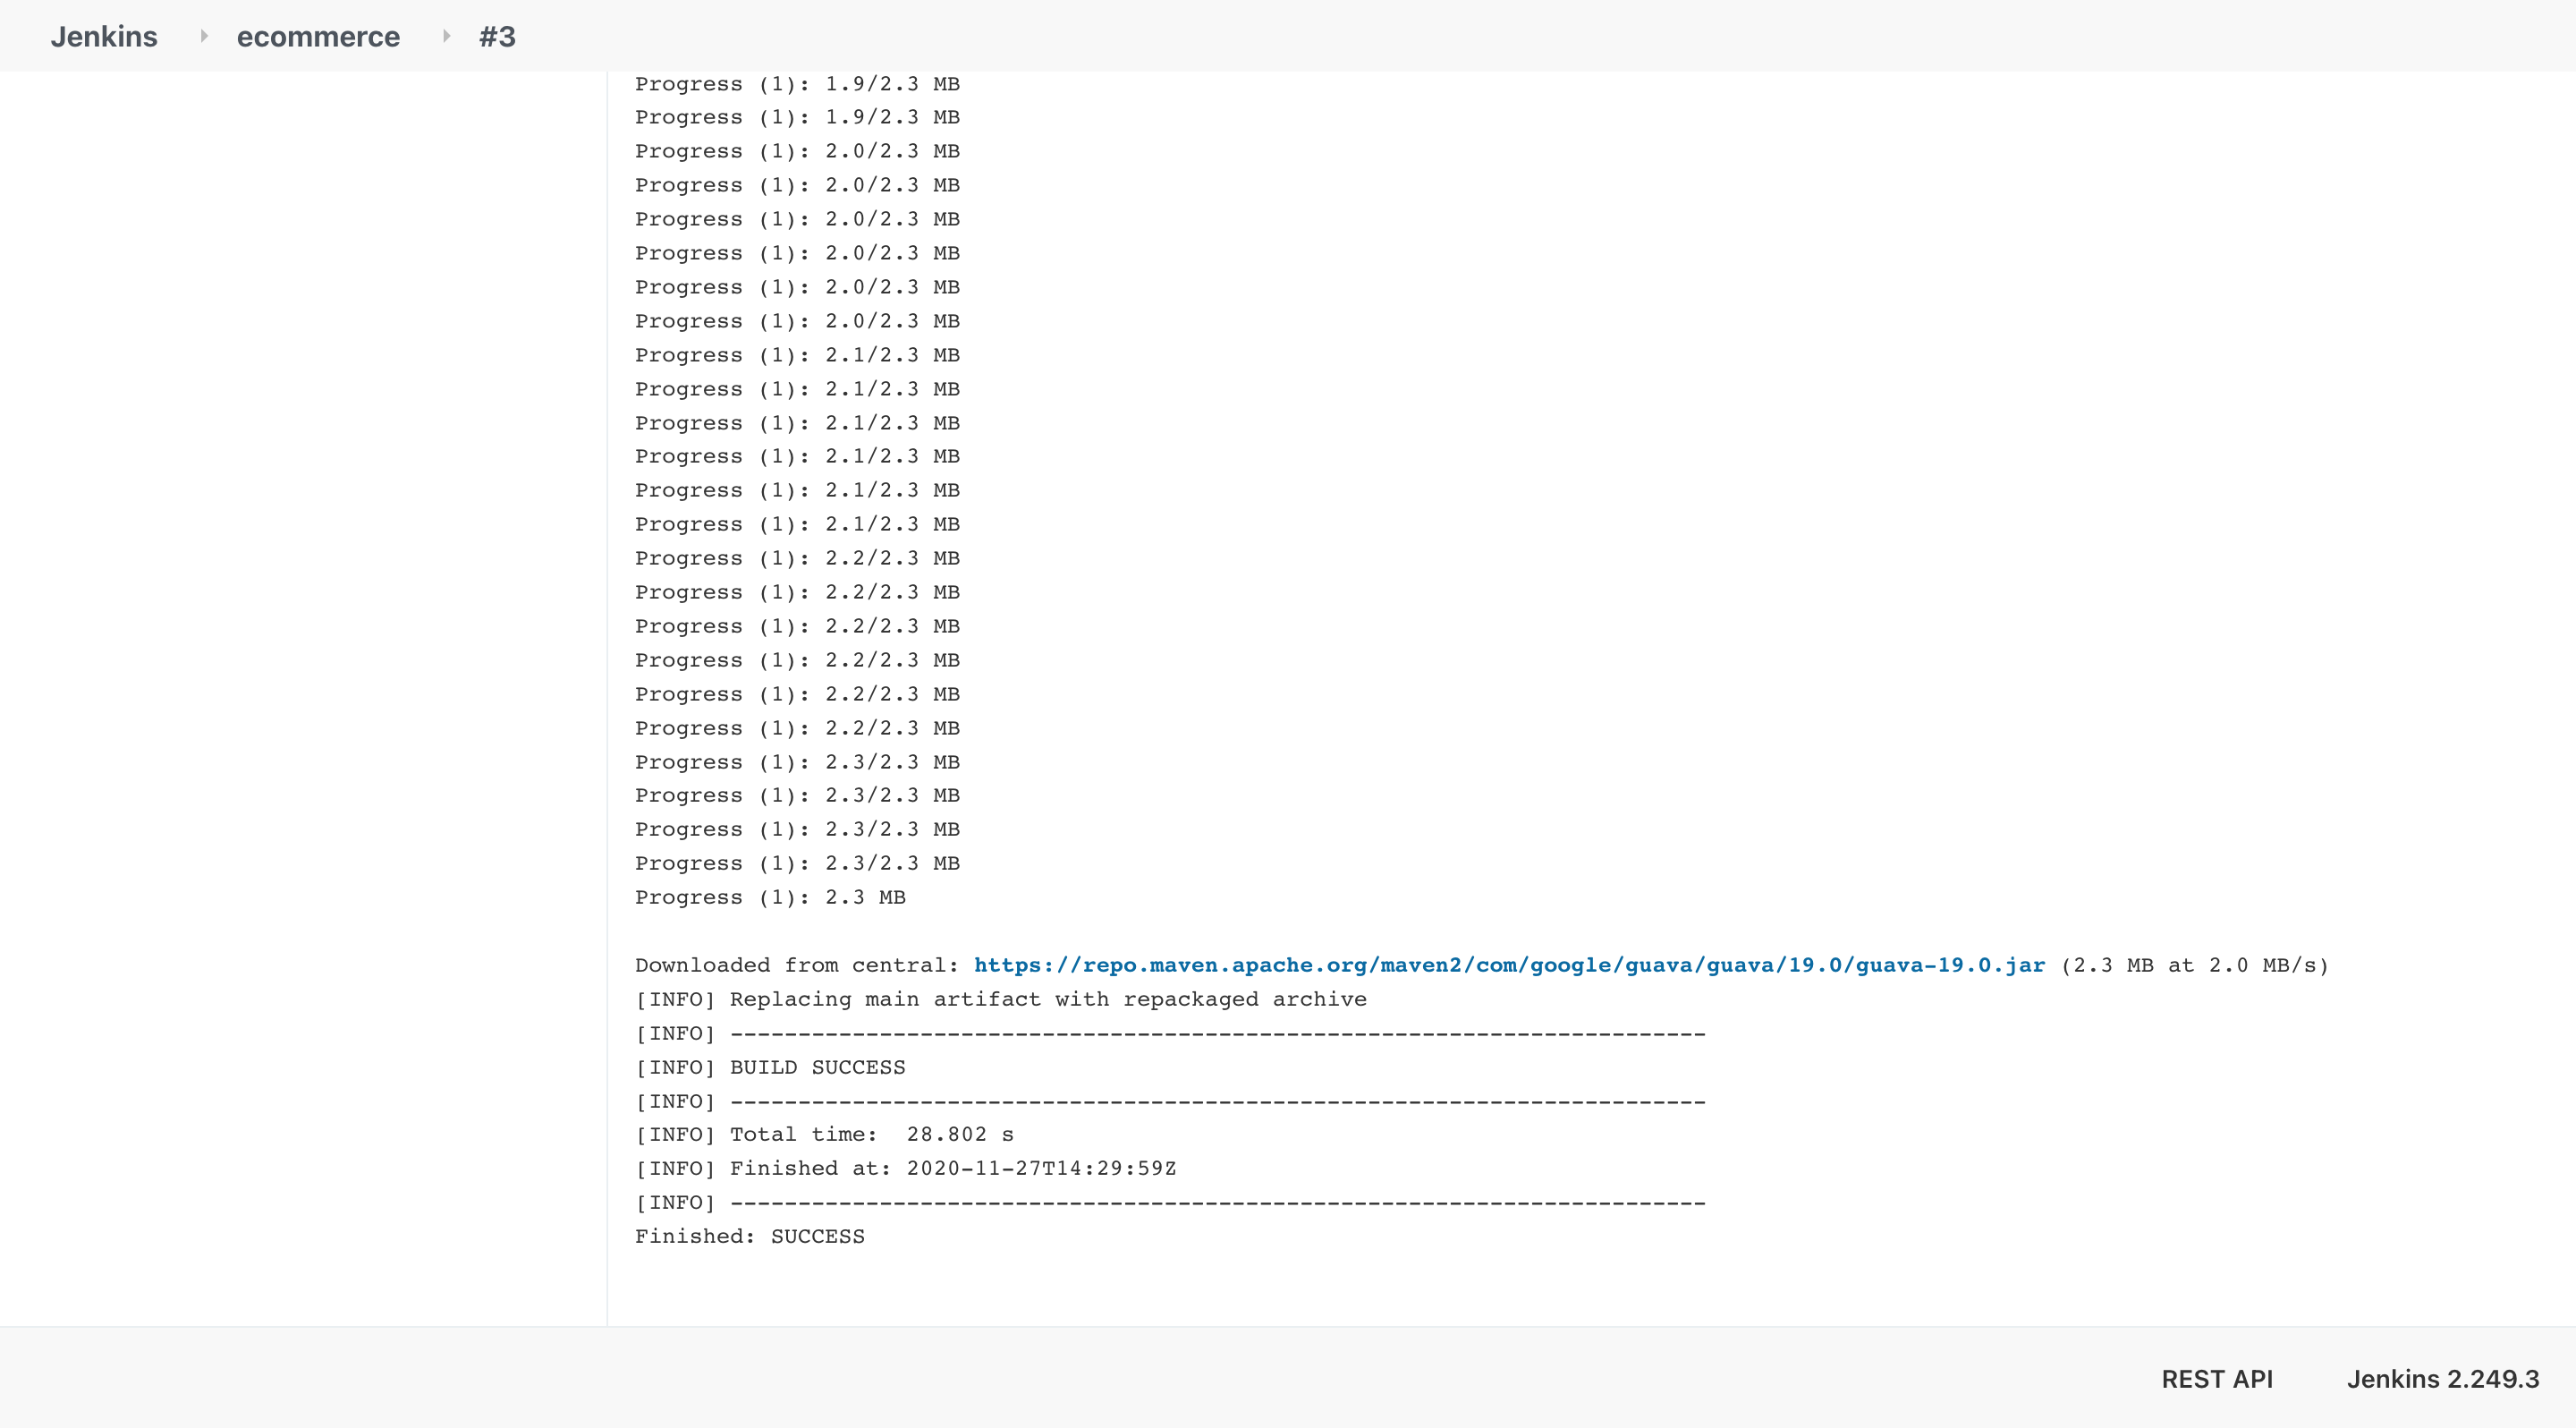 Jenkins ecommerce #3
Progress (1): 1.9/2.3 MB
Progress (1): 1.9/2.3 MB
Progress (1): 2.0/2.3 MB
Progress (1): 2.0/2.3 MB
Progress (1): 2.0/2.3 MB
Progress (1): 2.0/2.3 MB
Progress (1): 2.0/2.3 MB
Progress (1): 2.0/2.3 MB
Progress (1): 2.1/2.3 MB
Progress (1): 2.1/2.3 MB
Progress (1): 2.1/2.3 MB
Progress (1): 2.1/2.3 MB
Progress (1): 2.1/2.3 MB
Progress (1): 2.1/2.3 MB
Progress (1): 2.2/2.3 MB
Progress (1): 2.2/2.3 MB
Progress (1): 2.2/2.3 MB
Progress (1): 2.2/2.3 MB
Progress (1): 2.2/2.3 MB
Progress (1): 2.2/2.3 MB
Progress (1): 2.3/2.3 MB
Progress (1): 2.3/2.3 MB
Progress (1): 2.3/2.3 MB
Progress (1): 2.3/2.3 MB
Progress (1): 2.3 MB
Downloaded from central: https://repo.maven.apache.org/maven2/com/google/guava/guava/19.0/guava-19.0.jar (2.3 MB at 2.0 MB/s)
[INFO] Replacing main artifact with repackaged archive
[INFO] ------------------------------------------------------------------------
[INFO] BUILD SUCCESS
[INFO] ------------------------------------------------------------------------
[INFO] Total time:  28.802 s
[INFO] Finished at: 2020-11-27T14:29:59Z
[INFO] ------------------------------------------------------------------------
Finished: SUCCESS
REST API Jenkins 2.249.3